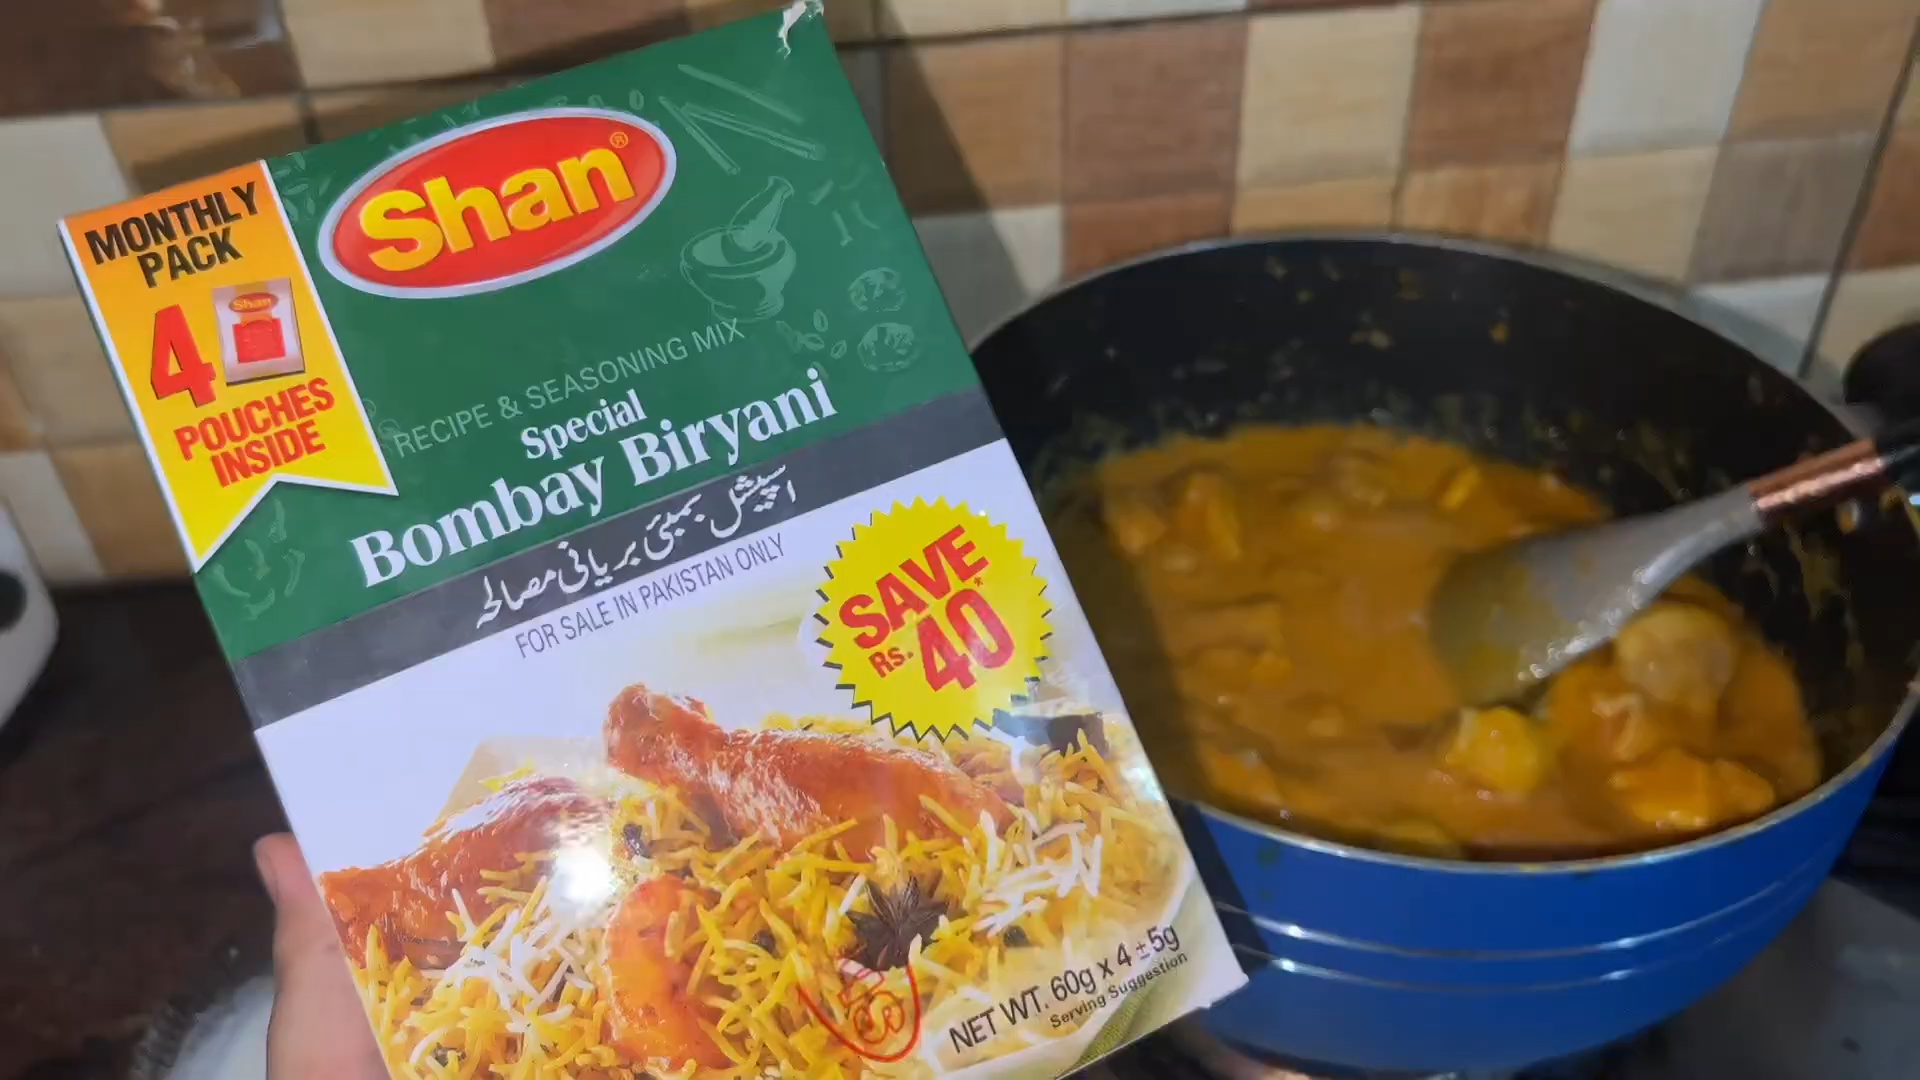 Shan®
MONTHLY
PACK
4
Shan
POUCHES
INSIDE
RECIPE & SEASONING MIX
Special
Bombay Biryani
اسپیشل بمبئی بریانی مصالحہ
FOR SALE IN PAKISTAN ONLY
SAVE*
RS. 40
NET WT. 60g x 4 ± 5g
Serving Suggestion